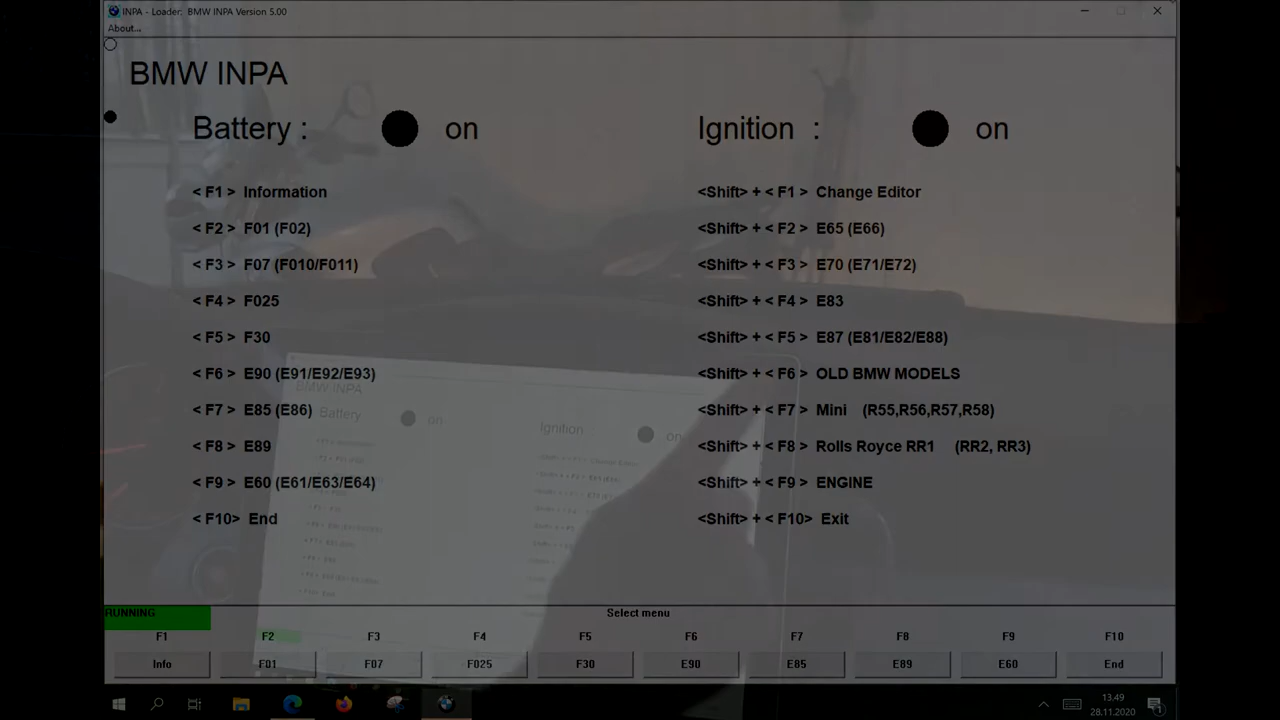 INPA - Loader: BMW INPA Version 5.00
About...
BMW INPA
Battery : on Ignition : on
< F1 > Information <Shift> + < F1 > Change Editor
< F2 > F01 (F02) <Shift> + < F2 > E65 (E66)
< F3 > F07 (F010/F011) <Shift> + < F3 > E70 (E71/E72)
< F4 > F025 <Shift> + < F4 > E83
< F5 > F30 <Shift> + < F5 > E87 (E81/E82/E88)
< F6 > E90 (E91/E92/E93) <Shift> + < F6 > OLD BMW MODELS
< F7 > E85 (E86) <Shift> + < F7 > Mini (R55,R56,R57,R58)
< F8 > E89 <Shift> + < F8 > Rolls Royce RR1 (RR2, RR3)
< F9 > E60 (E61/E63/E64) <Shift> + < F9 > ENGINE
< F10> End <Shift> + < F10> Exit
BMW INPA
Battery on Ignition on
RUNNING Select menu
F1 F2 F3 F4 F5 F6 F7 F8 F9 F10
Info F01 F07 F025 F30 E90 E85 E89 E60 End
13.49
28.11.2020